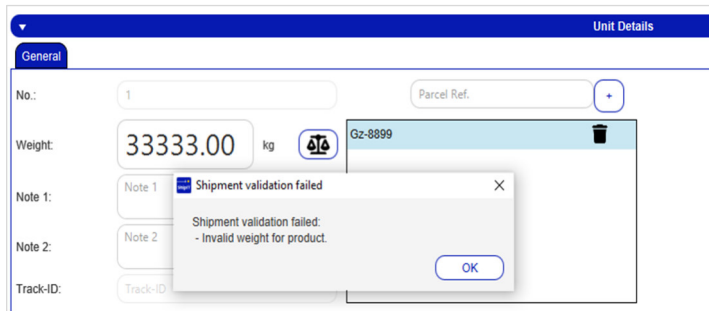 Unit Details
General
No.: 1 Parcel Ref. +
Weight: 33333.00 kg Gz-8899
Shipment validation failed
Note 1: Note 1
Shipment validation failed:
- Invalid weight for product.
Note 2: Note 2
OK
Track-ID: Track-ID